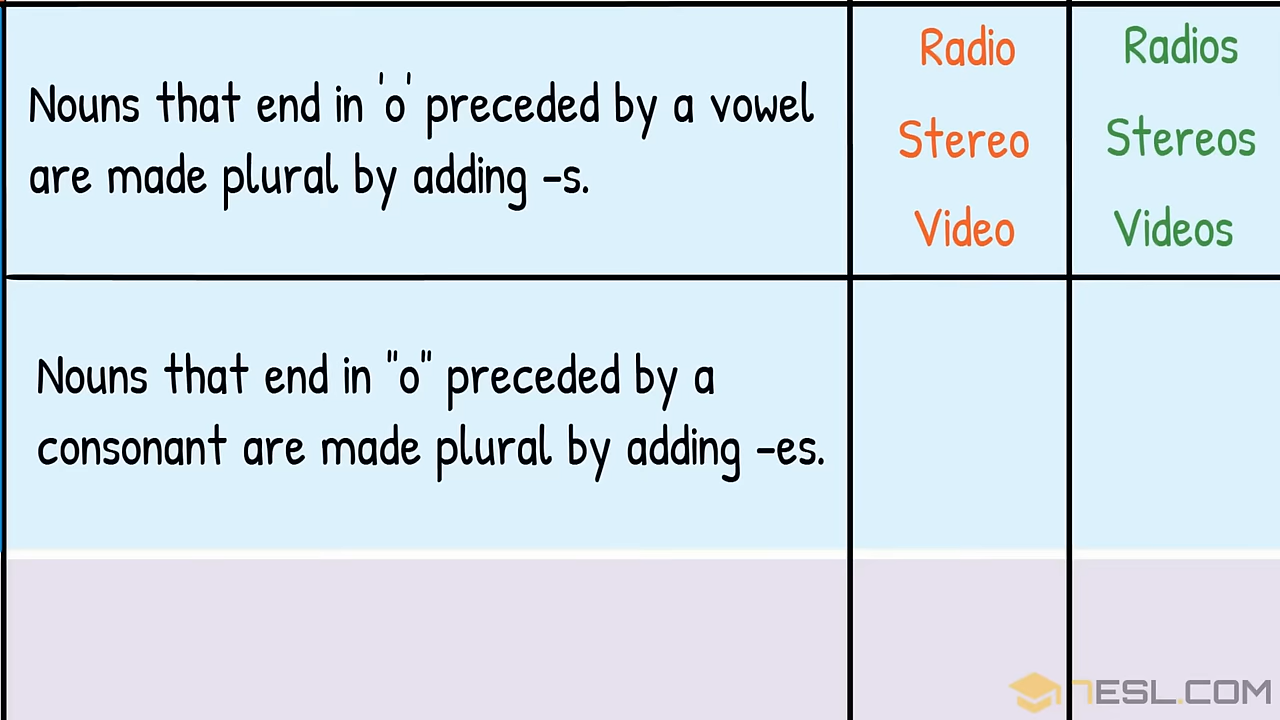 Nouns that end in 'o' preceded by a vowel
are made plural by adding -s.
Radio
Stereo
Video
Radios
Stereos
Videos
Nouns that end in "o" preceded by a
consonant are made plural by adding -es.
7ESL.COM